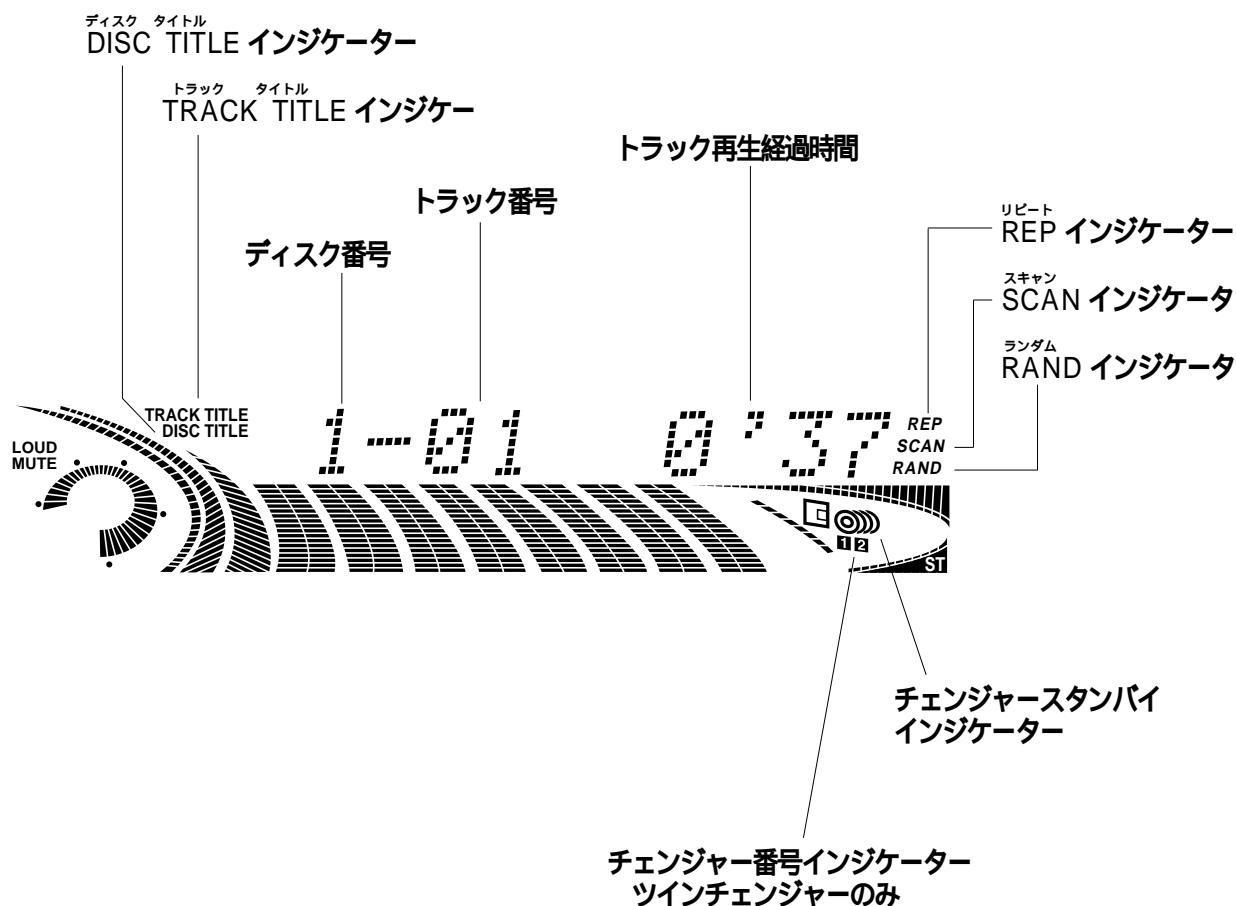 ディスク タイトル
DISC TITLE インジケーター
トラック タイトル
TRACK TITLE インジケー
トラック再生経過時間
トラック番号
ディスク番号
リピート
REP インジケーター
スキャン
SCAN インジケータ
ランダム
RAND インジケータ
TRACK TITLE
DISC TITLE
LOUD
MUTE
1-01 0'37
REP
SCAN
RAND
1 2
ST
チェンジャースタンバイ
インジケーター
チェンジャー番号インジケーター
ツインチェンジャーのみ